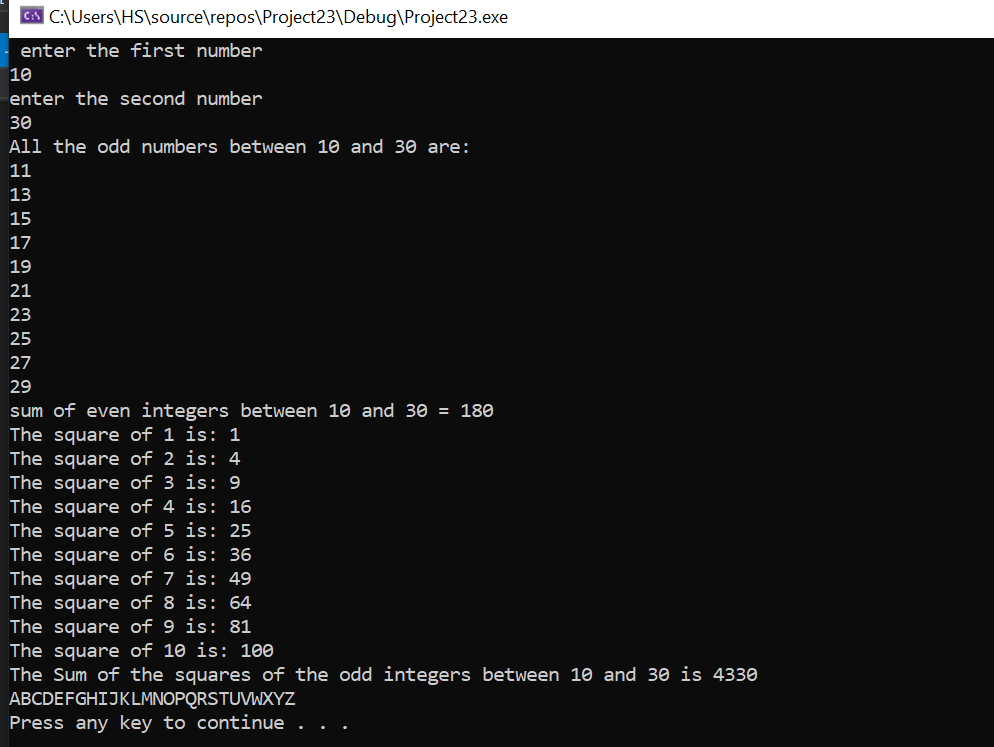 C:\Users\HS\source\repos\Project23\Debug\Project23.exe
enter the first number
10
enter the second number
30
All the odd numbers between 10 and 30 are:
11
13
15
17
19
21
23
25
27
29
sum of even integers between 10 and 30 = 180
The square of 1 is: 1
The square of 2 is: 4
The square of 3 is: 9
The square of 4 is: 16
The square of 5 is: 25
The square of 6 is: 36
The square of 7 is: 49
The square of 8 is: 64
The square of 9 is: 81
The square of 10 is: 100
The Sum of the squares of the odd integers between 10 and 30 is 4330
ABCDEFGHIJKLMNOPQRSTUVWXYZ
Press any key to continue . . .